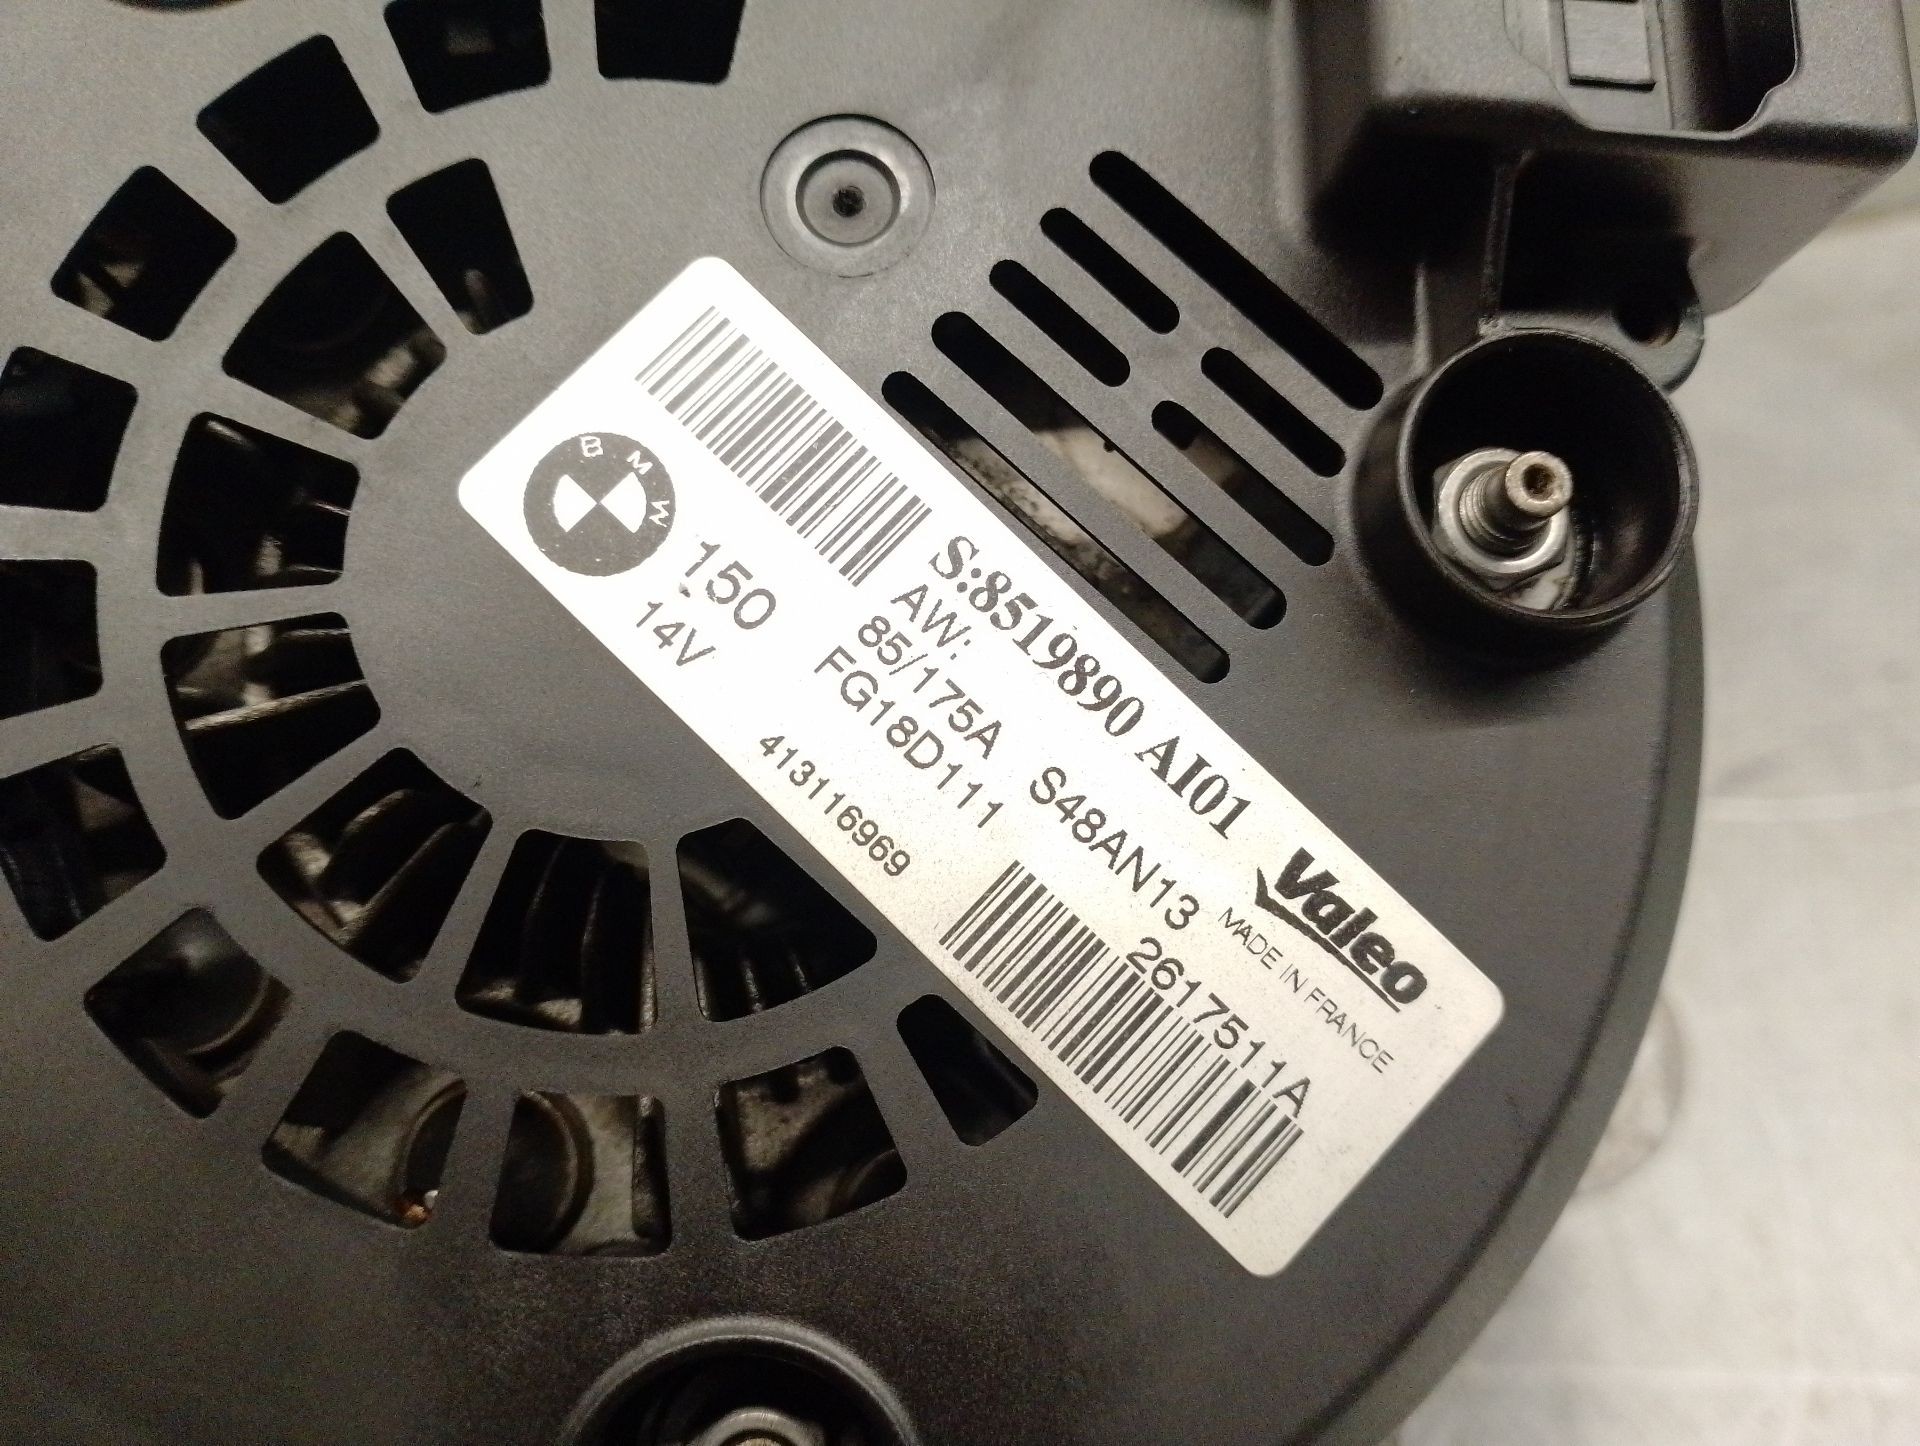 BMW
150
14V
S:8519890 AI01
AW:
85/175A S48AN13
FG18D111 2617511A
413116969
Valeo
MADE IN FRANCE